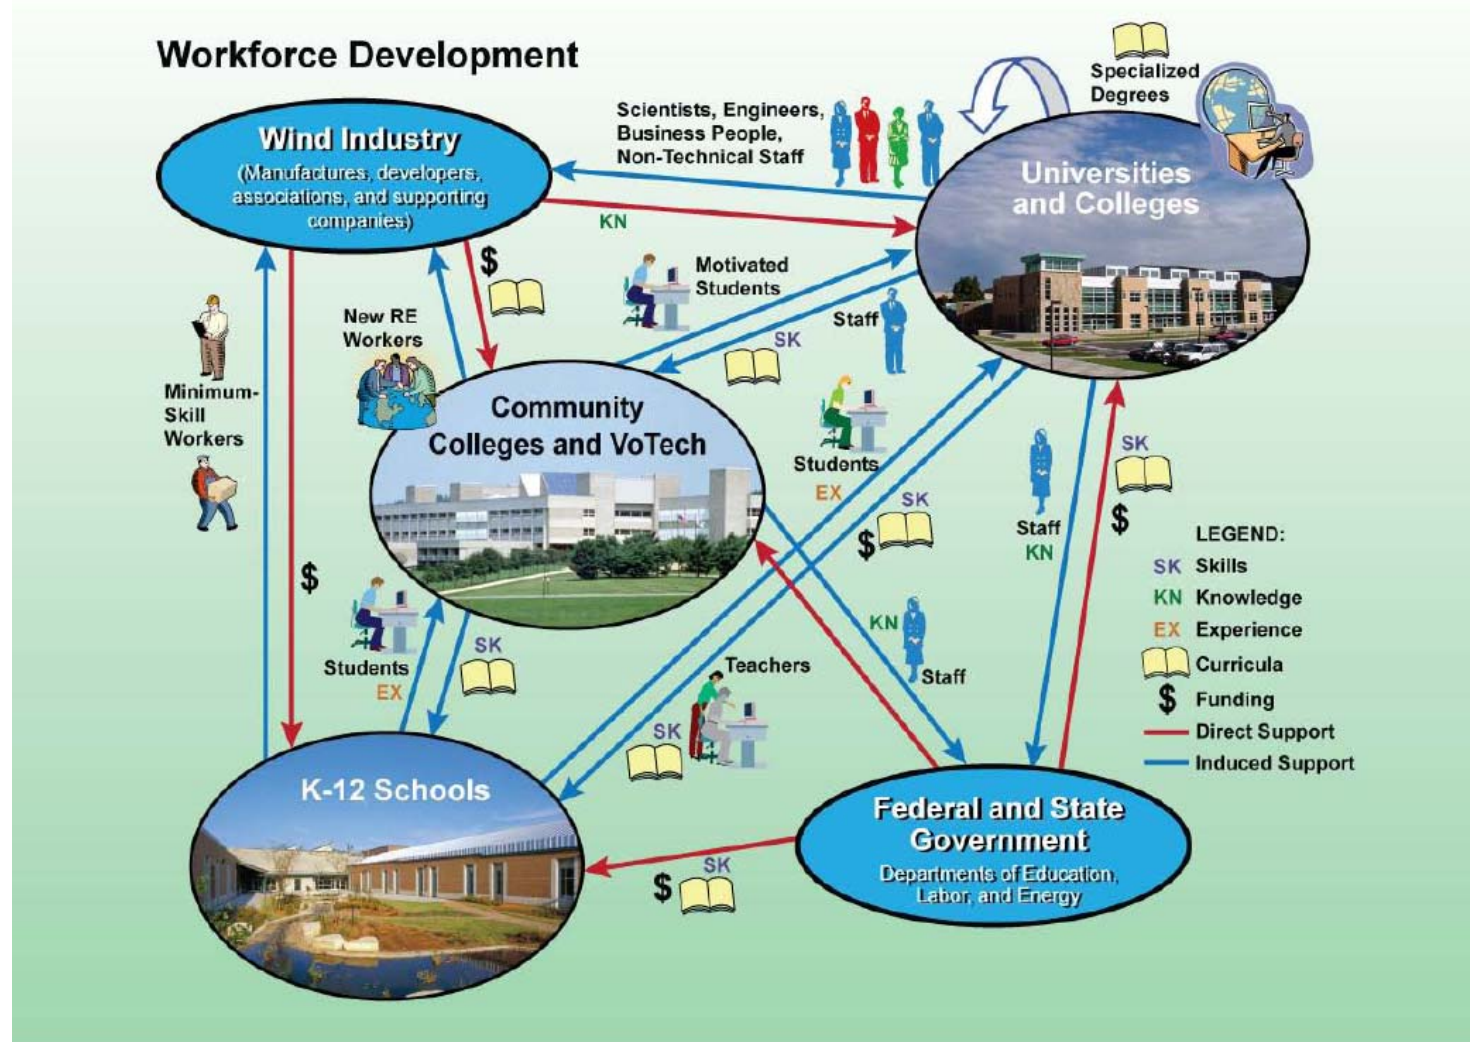 Workforce Development
Specialized
Degrees
Scientists, Engineers,
Business People,
Non-Technical Staff
Wind Industry
(Manufactures, developers,
associations, and supporting
companies)
Universities
and Colleges
KN
$
Motivated
Students
Staff
SK
New RE
Workers
Minimum-
Skill
Workers
Community
Colleges and VoTech
Students
EX
SK
$
SK
$
Staff
KN
$
LEGEND:
SK Skills
KN Knowledge
EX Experience
Curricula
$ Funding
Direct Support
Induced Support
Students
EX
SK
KN
Staff
Teachers
SK
K-12 Schools
Federal and State
Government
Departments of Education,
Labor, and Energy
SK
$